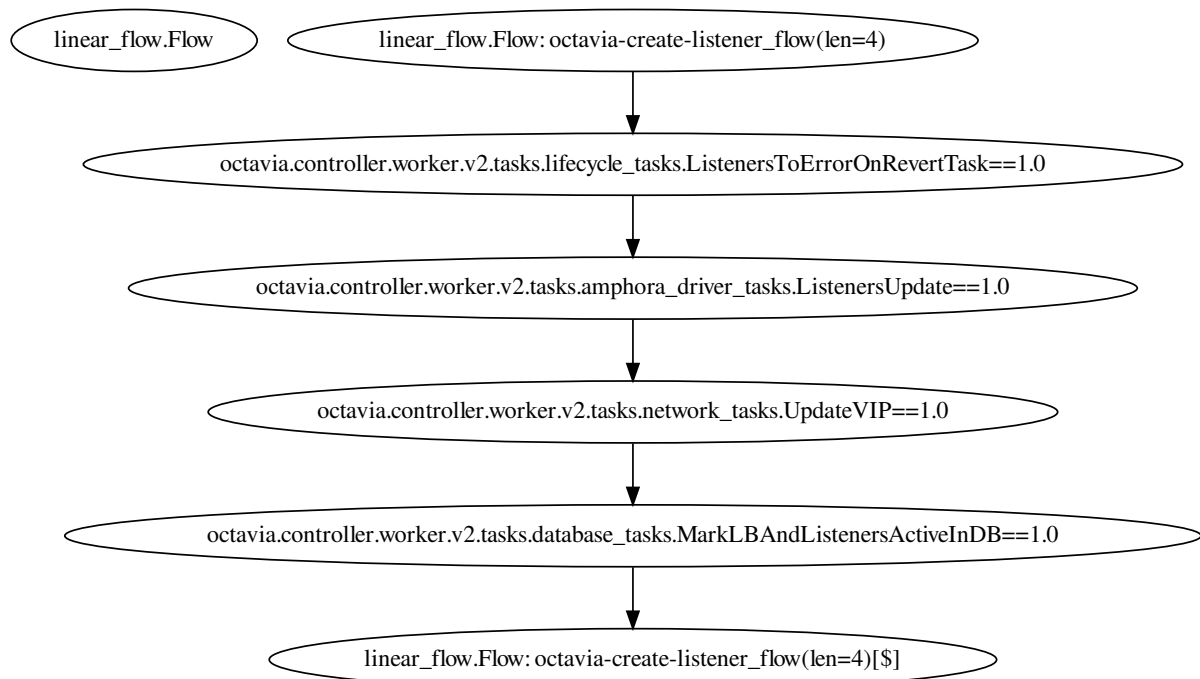 linear_flow.Flow
linear_flow.Flow: octavia-create-listener_flow(len=4)
octavia.controller.worker.v2.tasks.lifecycle_tasks.ListenersToErrorOnRevertTask==1.0
octavia.controller.worker.v2.tasks.amphora_driver_tasks.ListenersUpdate==1.0
octavia.controller.worker.v2.tasks.network_tasks.UpdateVIP==1.0
octavia.controller.worker.v2.tasks.database_tasks.MarkLBAndListenersActiveInDB==1.0
linear_flow.Flow: octavia-create-listener_flow(len=4)[$]